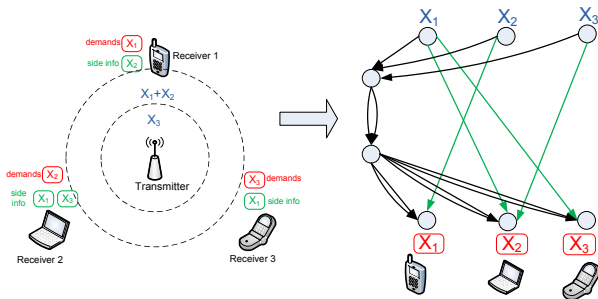 demands X1
side info X2
Receiver 1
X1+X2
X3
Transmitter
demands X2
side info X1 X3
Receiver 2
X3 demands
X1 side info
Receiver 3
X1 X2 X3
X1 X2 X3